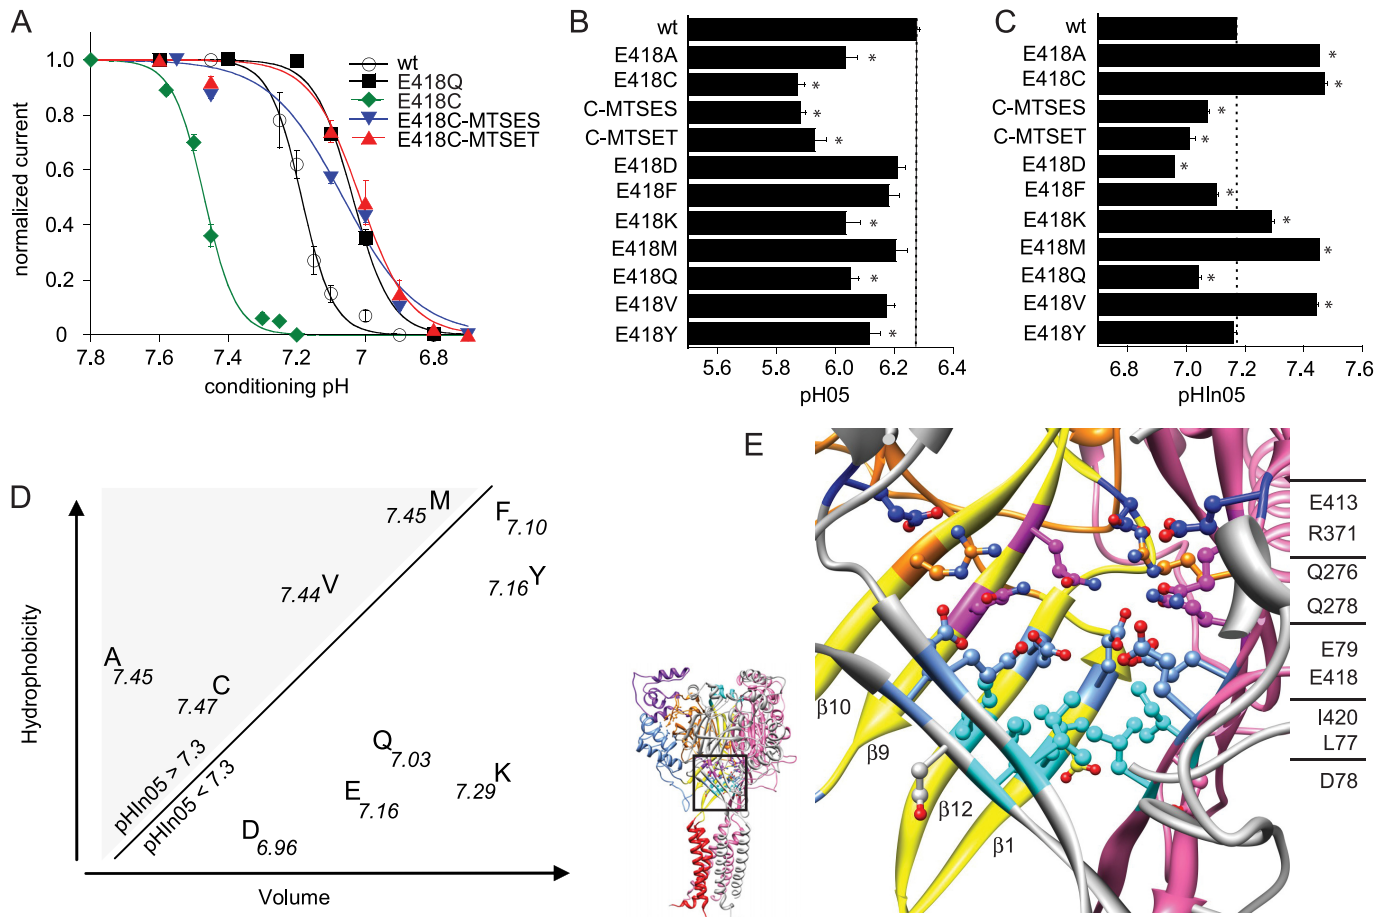 A
normalized current
1.0
0.8
0.6
0.4
0.2
0
7.8
7.6
7.4
7.2
7
6.8
conditioning pH
wt
E418Q
E418C
E418C-MTSES
E418C-MTSET
B
wt
E418A
*
E418C
*
C-MTSES
*
C-MTSET
*
E418D
E418F
E418K
*
E418M
E418Q
*
E418V
E418Y
*
5.6
5.8
6.0
6.2
6.4
pH05
C
wt
E418A
*
E418C
*
C-MTSES
*
C-MTSET
*
E418D
*
E418F
*
E418K
*
E418M
*
E418Q
*
E418V
*
E418Y
6.8
7.0
7.2
7.4
7.6
pHIn05
D
Hydrophobicity
Volume
M
7.45
F
7.10
V
7.44
Y
7.16
A
7.45
C
7.47
Q
7.03
K
7.29
E
7.16
D
6.96
pHIn05 > 7.3
pHIn05 < 7.3
E
β10
β9
β12
β1
E413
R371
Q276
Q278
E79
E418
I420
L77
D78